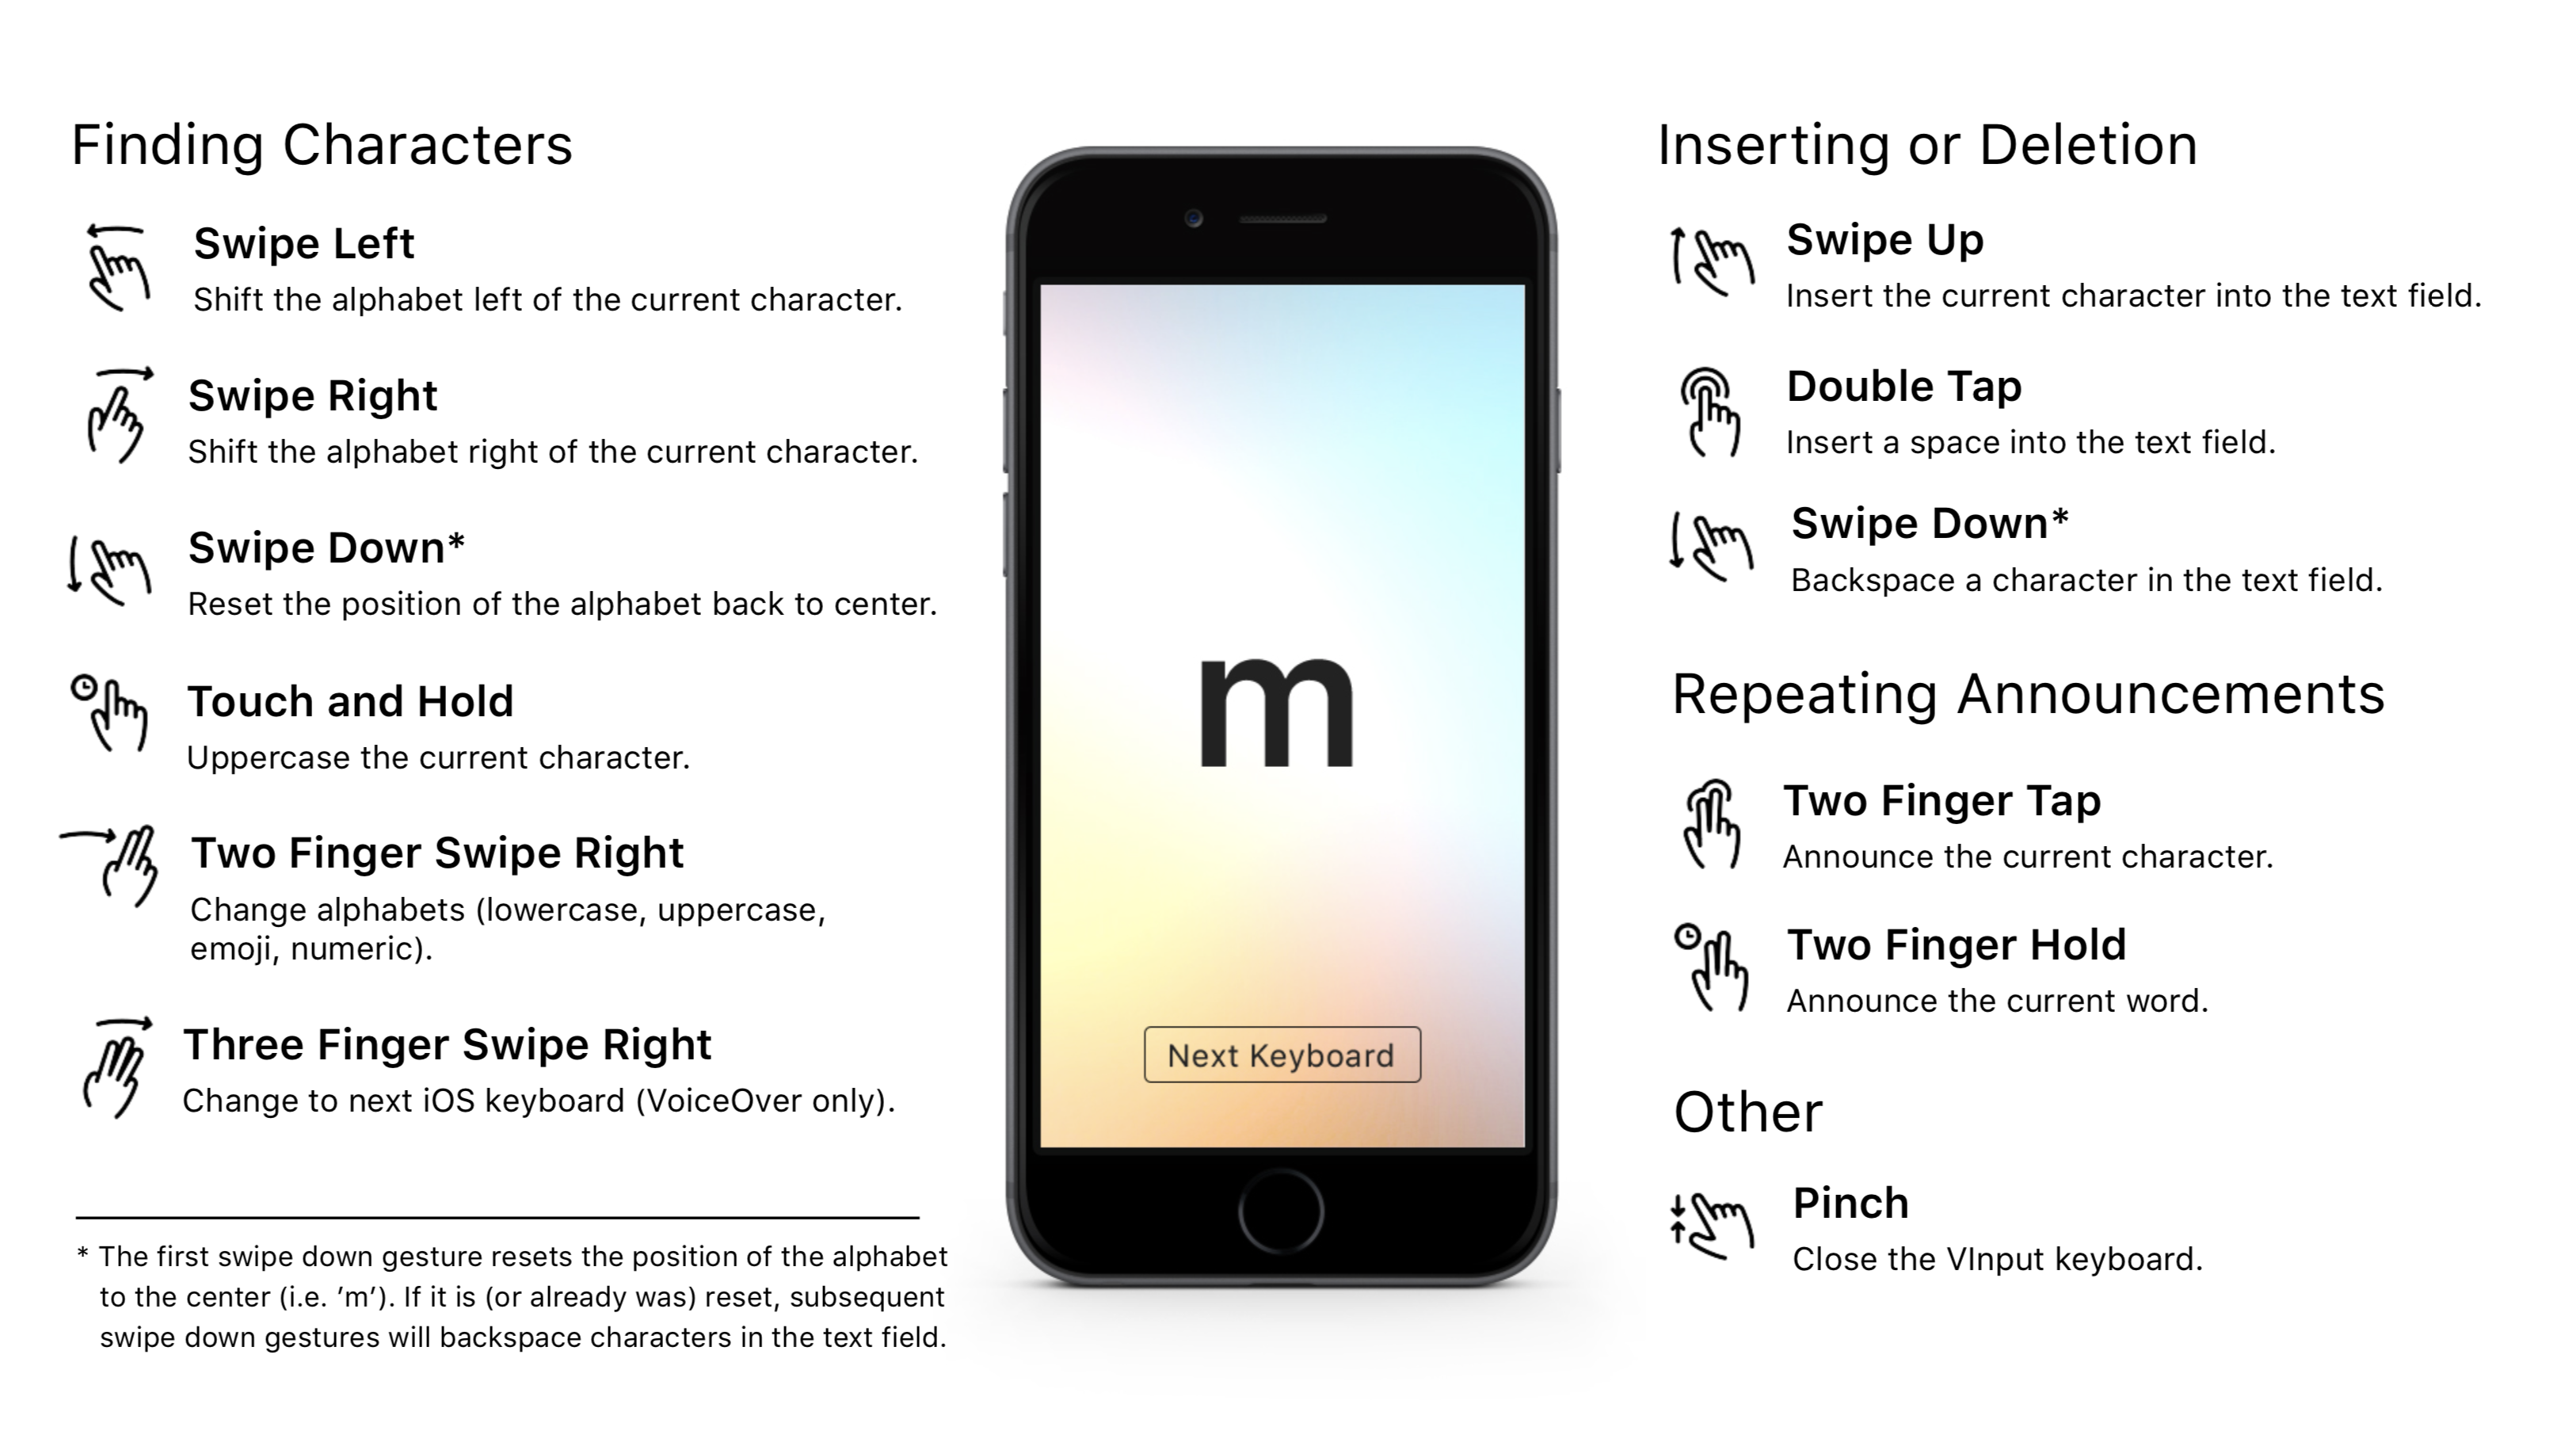 Finding Characters
Swipe Left
Shift the alphabet left of the current character.
Swipe Right
Shift the alphabet right of the current character.
Swipe Down*
Reset the position of the alphabet back to center.
Touch and Hold
Uppercase the current character.
Two Finger Swipe Right
Change alphabets (lowercase, uppercase,
emoji, numeric).
Three Finger Swipe Right
Change to next iOS keyboard (VoiceOver only).
* The first swipe down gesture resets the position of the alphabet
to the center (i.e. ’m’). If it is (or already was) reset, subsequent
swipe down gestures will backspace characters in the text field.
m
Next Keyboard
Inserting or Deletion
Swipe Up
Insert the current character into the text field.
Double Tap
Insert a space into the text field.
Swipe Down*
Backspace a character in the text field.
Repeating Announcements
Two Finger Tap
Announce the current character.
Two Finger Hold
Announce the current word.
Other
Pinch
Close the VInput keyboard.